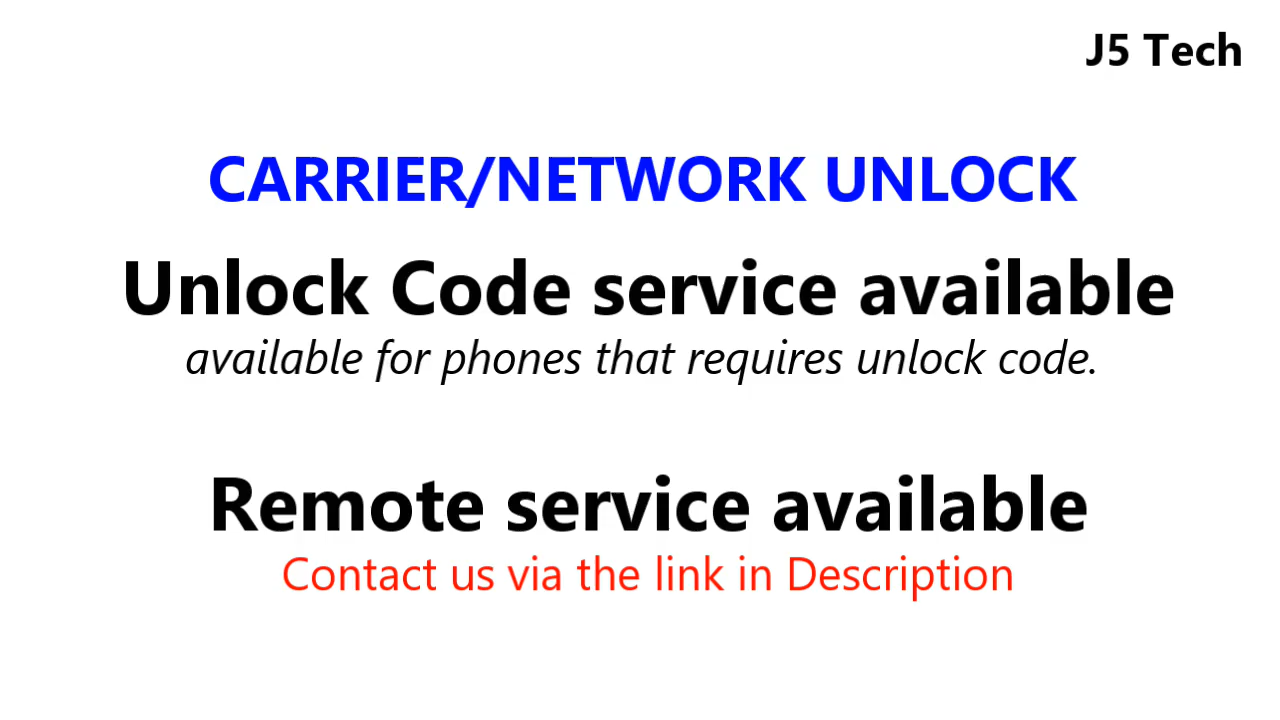 J5 Tech
CARRIER/NETWORK UNLOCK
Unlock Code service available
available for phones that requires unlock code.
Remote service available
Contact us via the link in Description